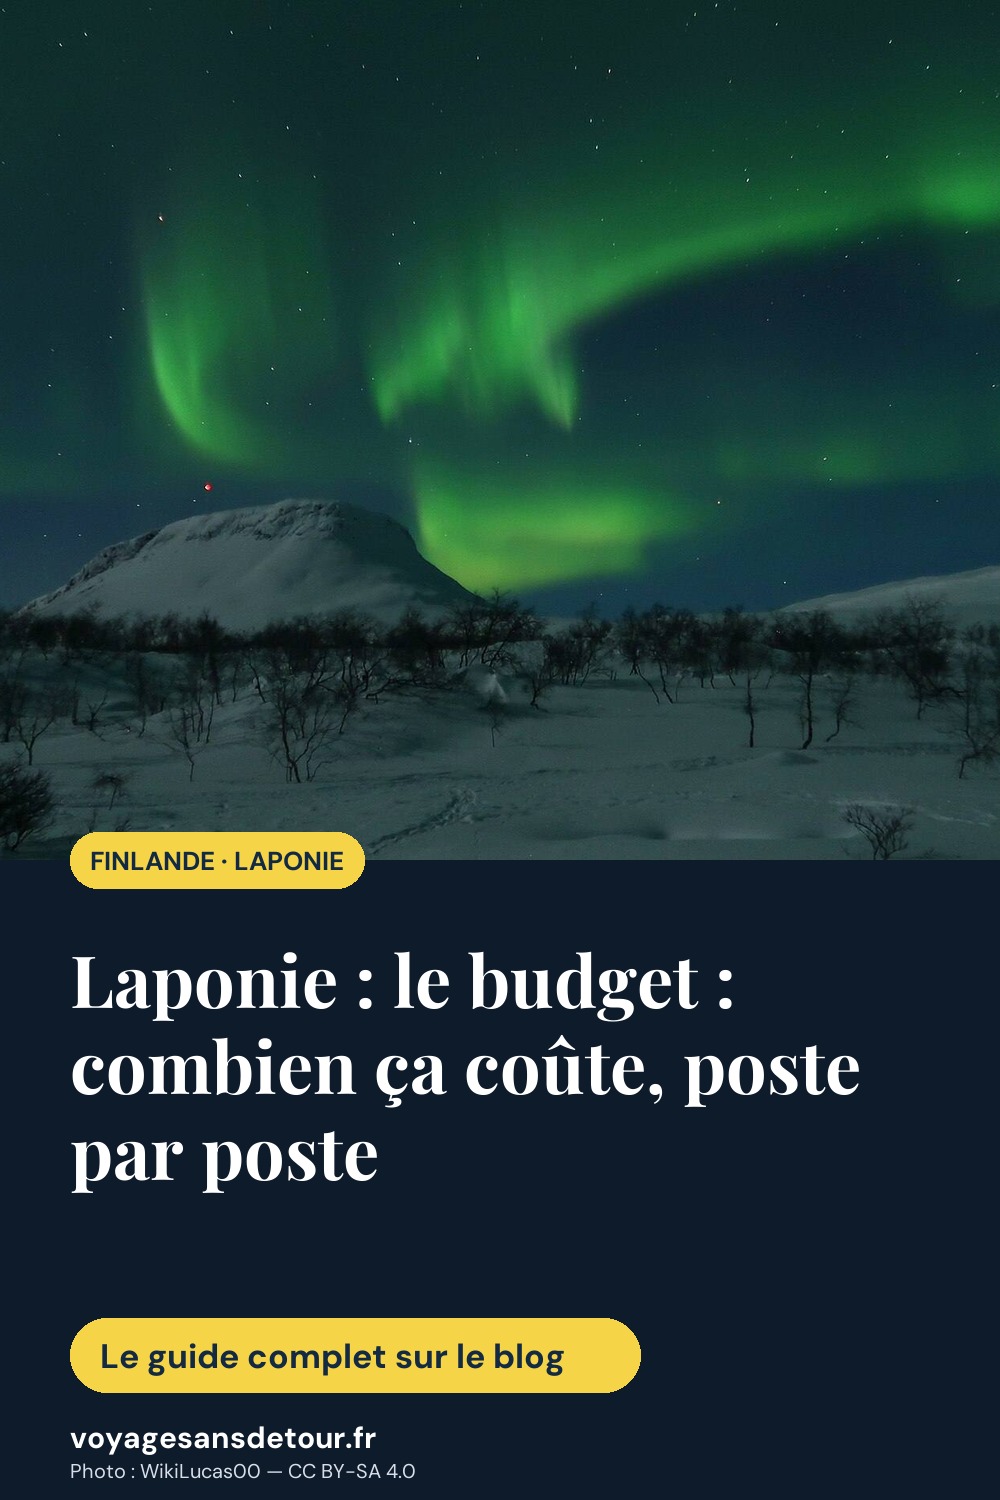 FINLANDE · LAPONIE
Laponie : le budget :
combien ça coûte, poste
par poste
Le guide complet sur le blog
voyagesansdetour.fr
Photo : WikiLucas00 — CC BY-SA 4.0